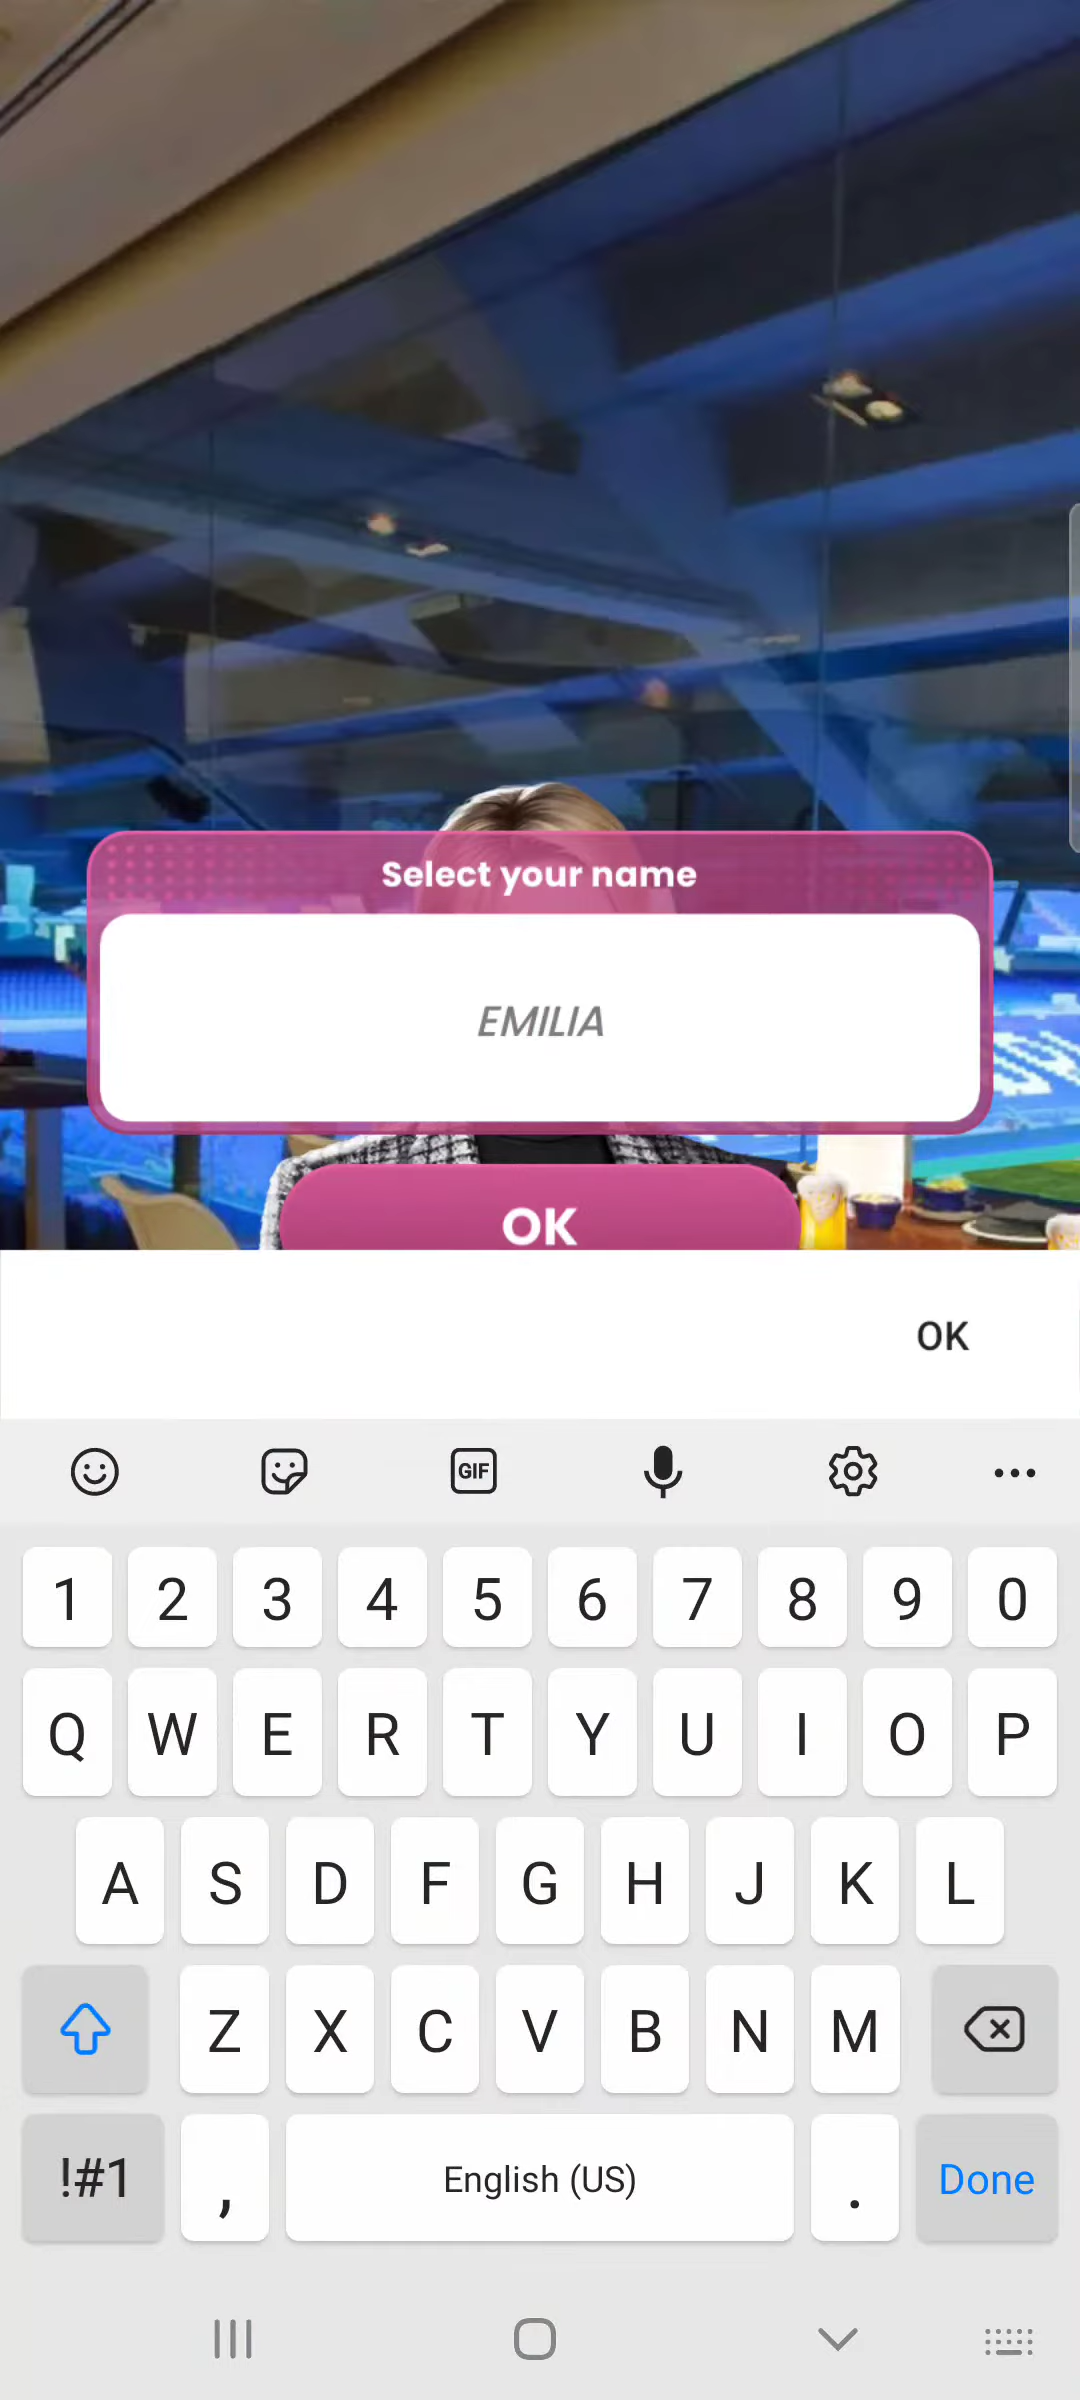 Select your name
EMILIA
OK
OK
GIF
1 2 3 4 5 6 7 8 9 0
Q W E R T Y U I O P
A S D F G H J K L
Z X C V B N M
!#1 , English (US) . Done